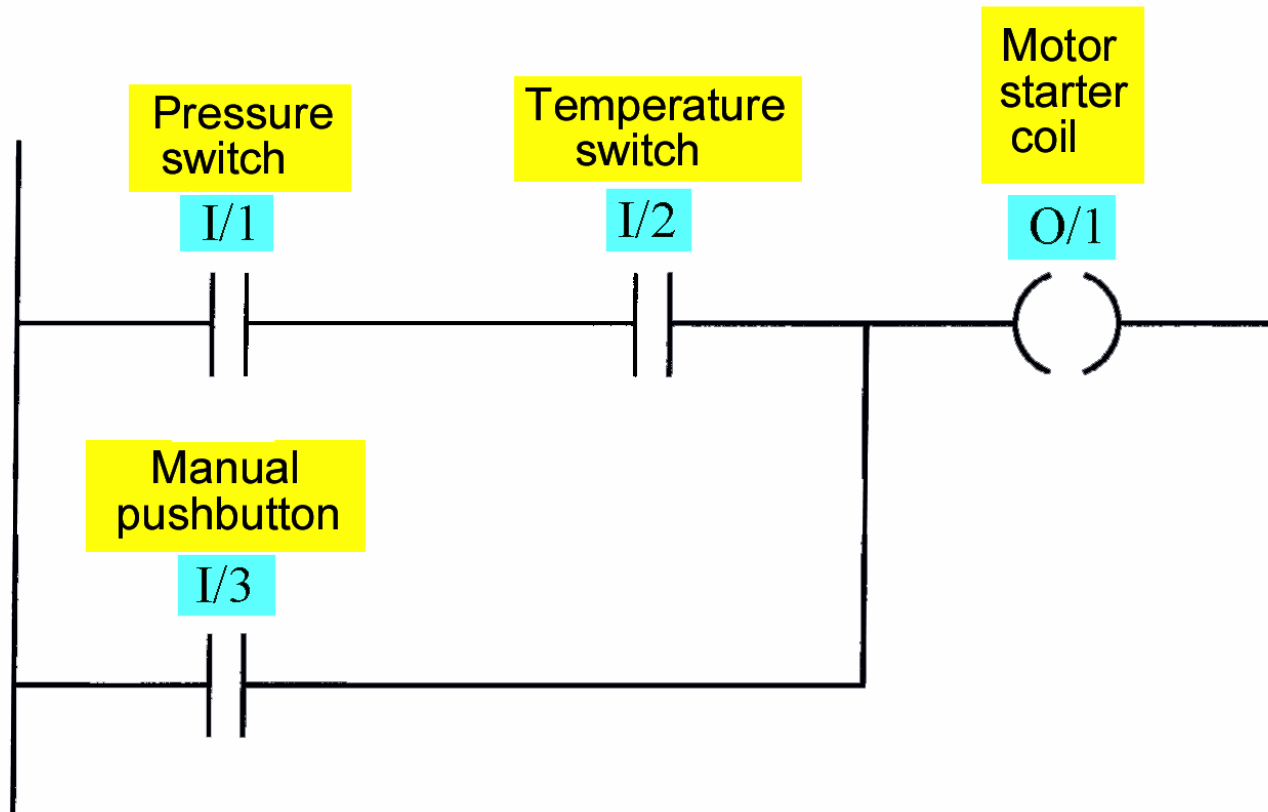 Pressure
switch
I/1
Temperature
switch
I/2
Motor
starter
coil
O/1
Manual
pushbutton
I/3